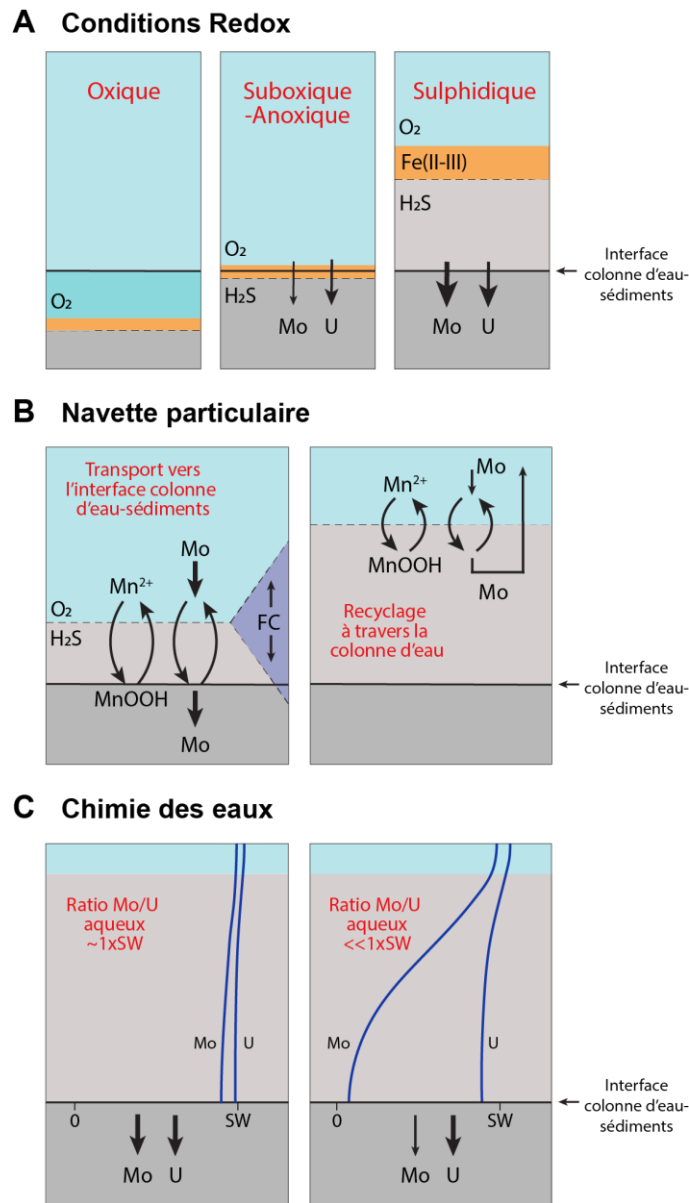 A Conditions Redox
Oxique
Suboxique
-Anoxique
Sulphidique
O₂
Fe(II-III)
H₂S
O₂
H₂S
O₂
Mo U
Mo U
Interface
colonne d'eau-
sédiments
B Navette particulaire
Transport vers
l'interface colonne
d'eau-sédiments
Mo
Mn²⁺
O₂
H₂S
FC
MnOOH
Mo
Mo
Mn²⁺
MnOOH
Mo
Recyclage
à travers la
colonne d'eau
Interface
colonne d'eau-
sédiments
C Chimie des eaux
Ratio Mo/U
aqueux
~1xSW
Mo U
0 SW
Mo U
Ratio Mo/U
aqueux
<<1xSW
Mo U
0 SW
Mo U
Interface
colonne d'eau-
sédiments